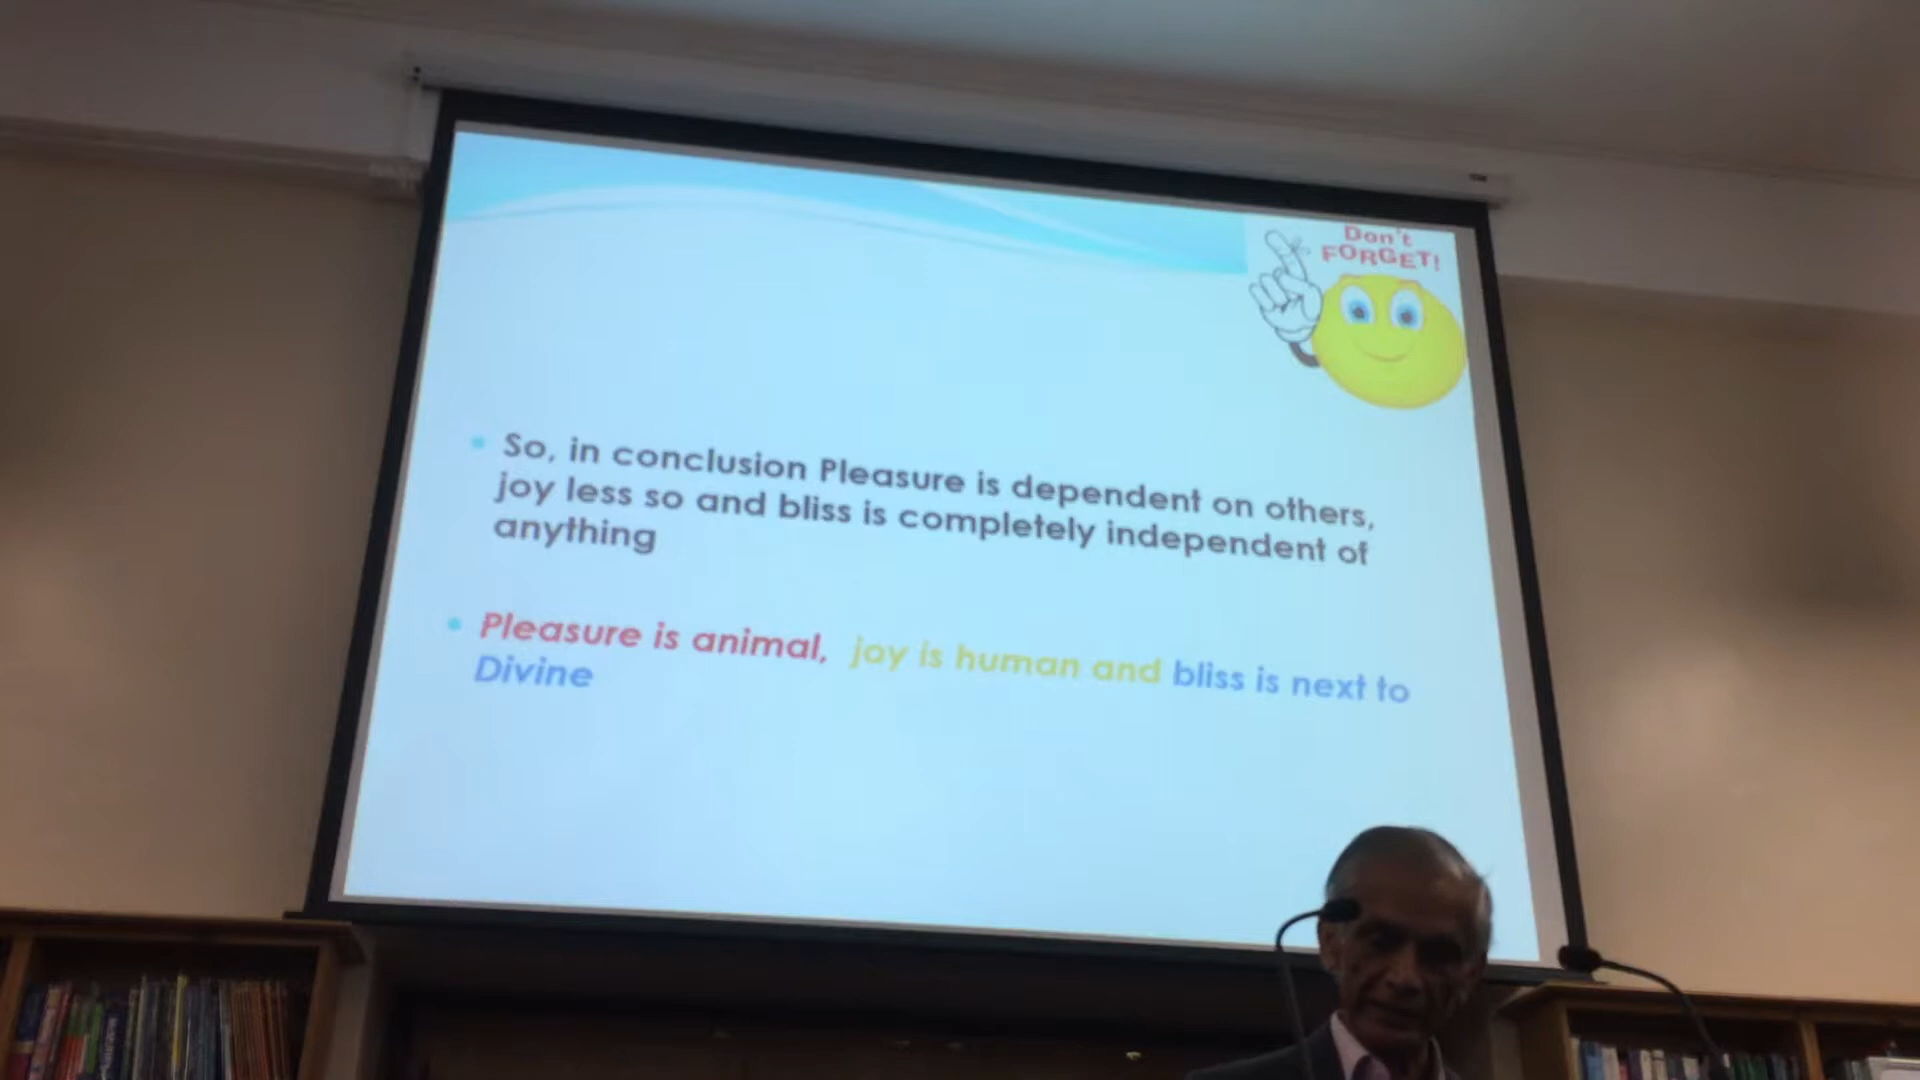 Don't
FORGET!
So, in conclusion Pleasure is dependent on others,
joy less so and bliss is completely independent of
anything
Pleasure is animal, joy is human and bliss is next to
Divine